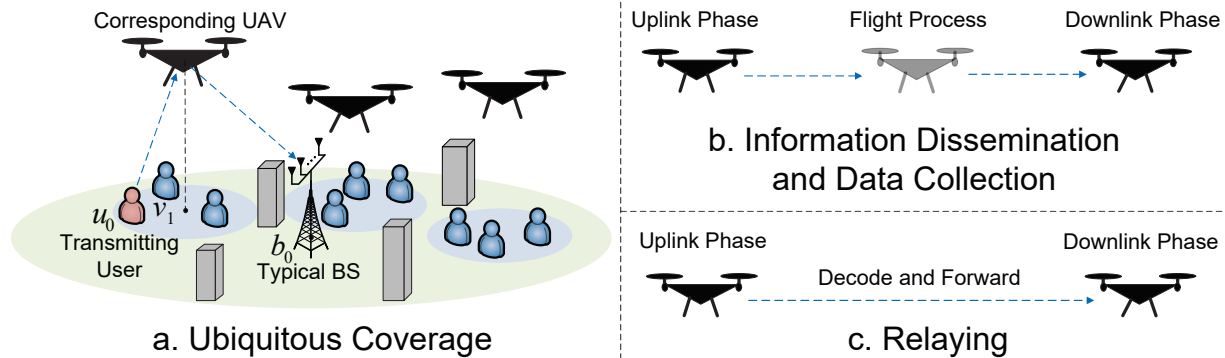 Corresponding UAV
u0
v1
Transmitting
User
b0
Typical BS
a. Ubiquitous Coverage
Uplink Phase
Flight Process
Downlink Phase
b. Information Dissemination
and Data Collection
Uplink Phase
Downlink Phase
Decode and Forward
c. Relaying